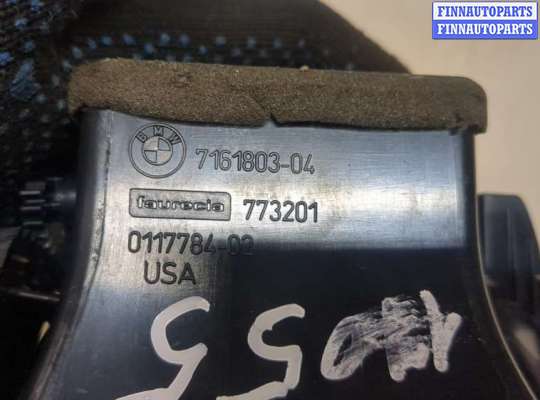 FINNAUTOPARTS
FINNAUTOPARTS
BMW
7161803-04
faurecia 773201
0117784-02
USA
55